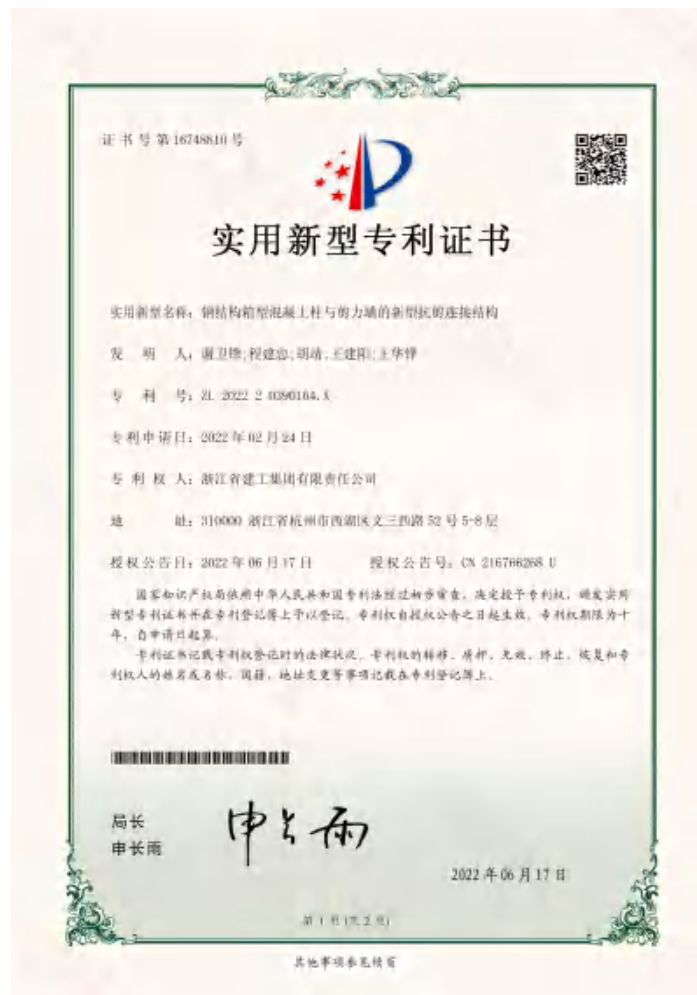 证书号第16748810号
实用新型专利证书
实用新型名称：钢结构箱型混凝土柱与剪力墙的新型抗剪连接结构
发 明 人：谢卫锋;程建忠;胡靖;王建阳;王华锋
专 利 号：ZL 2022 2 0390164.X
专利申请日：2022年02月24日
专 利 权 人：浙江省建工集团有限责任公司
地 址：310000 浙江省杭州市西湖区文三西路52号5-8层
授权公告日：2022年06月17日 授权公告号：CN 216766268 U
国家知识产权局依照中华人民共和国专利法经过初步审查，决定授予专利权，颁发实用
新型专利证书并在专利登记簿上予以登记。专利权自授权公告之日起生效。专利权期限为十
年，自申请日起算。
专利证书记载专利权登记时的法律状况。专利权的转移、质押、无效、终止、恢复和专
利权人的姓名或名称、国籍、地址变更等事项记载在专利登记簿上。
局长
申长雨
申长雨
2022年06月17日
第 1 页 (共 2 页)
其他事项参见续页